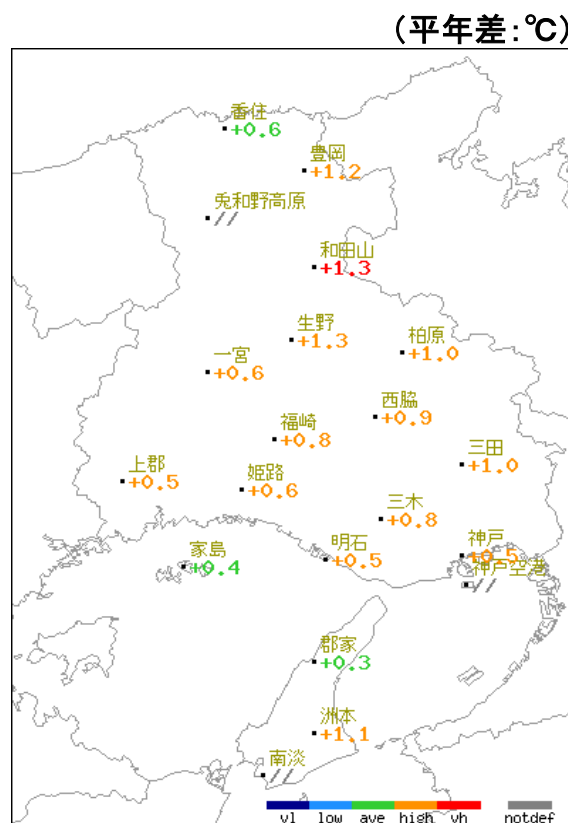 (平年差:℃)
香住
+0.6
豊岡
+1.2
兎和野高原
//
和田山
+1.3
生野
+1.3
柏原
+1.0
一宮
+0.6
西脇
+0.9
福崎
+0.8
三田
+1.0
上郡
+0.5
姫路
+0.6
三木
+0.8
家島
+0.4
明石
+0.5
神戸
+0.5
神戸空港
//
郡家
+0.3
洲本
+1.1
南淡
//
vl low ave high vh notdef